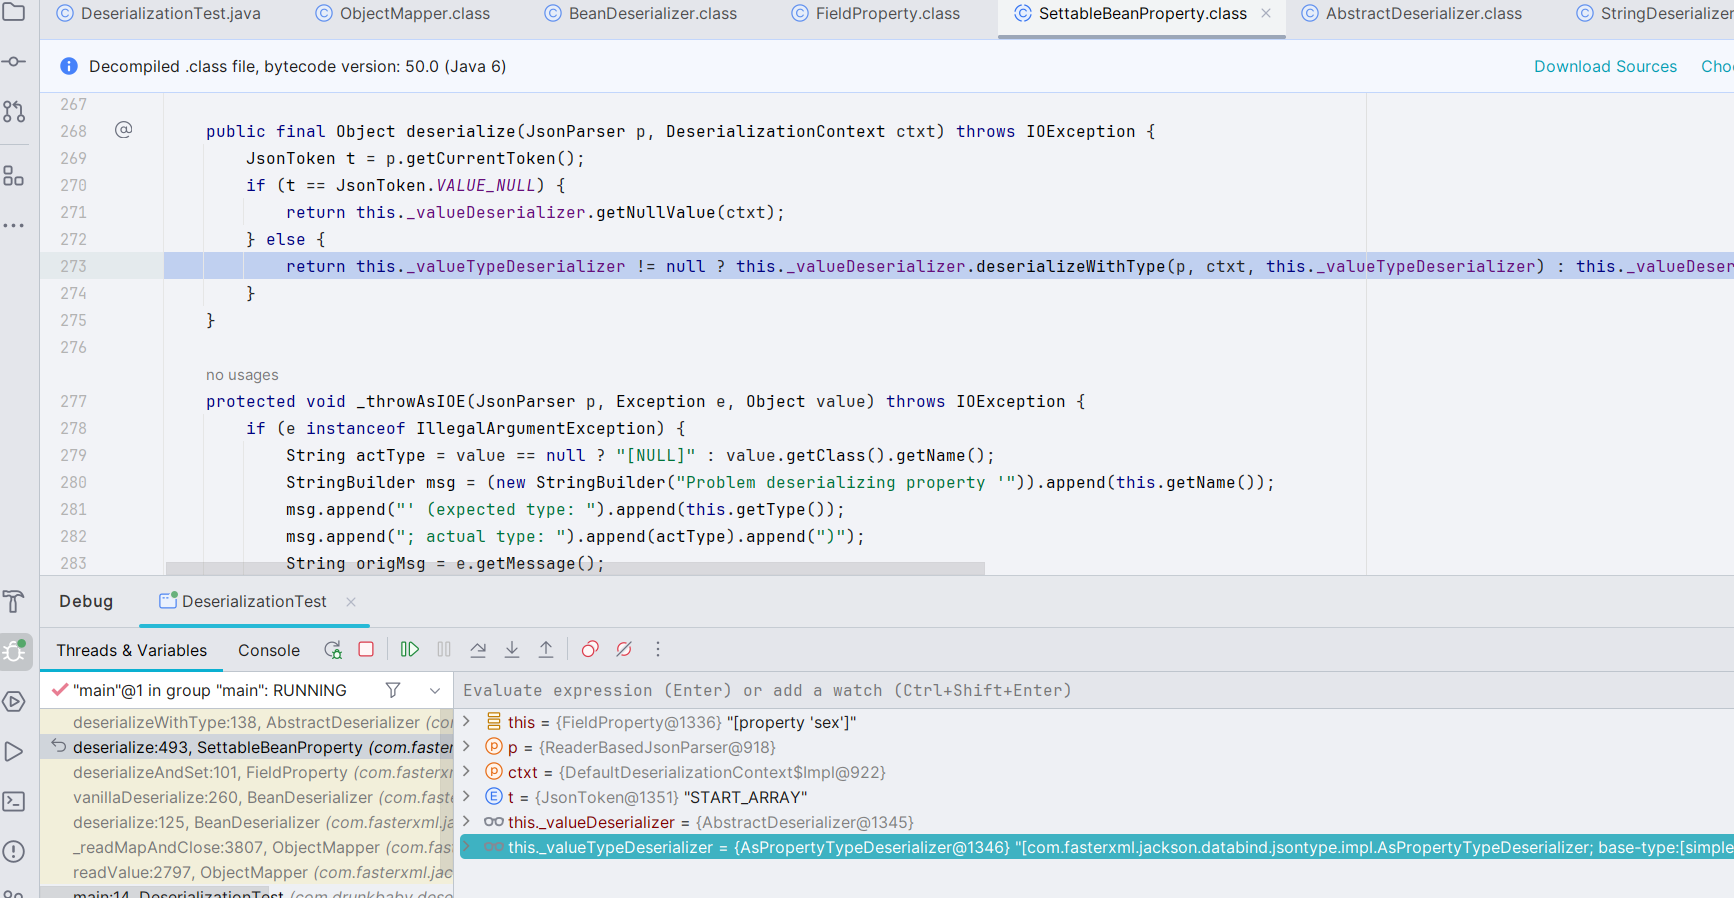 DeserializationTest.java ObjectMapper.class BeanDeserializer.class FieldProperty.class SettableBeanProperty.class AbstractDeserializer.class StringDeserializer
Decompiled .class file, bytecode version: 50.0 (Java 6) Download Sources Choo
267
268 @ public final Object deserialize(JsonParser p, DeserializationContext ctxt) throws IOException {
269 JsonToken t = p.getCurrentToken();
270 if (t == JsonToken.VALUE_NULL) {
271 return this._valueDeserializer.getNullValue(ctxt);
272 } else {
273 return this._valueTypeDeserializer != null ? this._valueDeserializer.deserializeWithType(p, ctxt, this._valueTypeDeserializer) : this._valueDeser
274 }
275 }
276
no usages
277 protected void _throwAsIOE(JsonParser p, Exception e, Object value) throws IOException {
278 if (e instanceof IllegalArgumentException) {
279 String actType = value == null ? "[NULL]" : value.getClass().getName();
280 StringBuilder msg = (new StringBuilder("Problem deserializing property '")).append(this.getName());
281 msg.append("' (expected type: ").append(this.getType());
282 msg.append("; actual type: ").append(actType).append(")");
283 String origMsg = e.getMessage();
Debug DeserializationTest
Threads & Variables Console
"main"@1 in group "main": RUNNING
Evaluate expression (Enter) or add a watch (Ctrl+Shift+Enter)
deserializeWithType:138, AbstractDeserializer (cor
deserialize:493, SettableBeanProperty (com.faster
deserializeAndSet:101, FieldProperty (com.fasterxm
vanillaDeserialize:260, BeanDeserializer (com.faste
deserialize:125, BeanDeserializer (com.fasterxml.ja
_readMapAndClose:3807, ObjectMapper (com.fas
readValue:2797, ObjectMapper (com.fasterxml.jac
main:14, DeserializationTest (com.drunkbaby.dese
this = {FieldProperty@1336} "[property 'sex']"
p = {ReaderBasedJsonParser@918}
ctxt = {DefaultDeserializationContext$Impl@922}
t = {JsonToken@1351} "START_ARRAY"
this._valueDeserializer = {AbstractDeserializer@1345}
this._valueTypeDeserializer = {AsPropertyTypeDeserializer@1346} "[com.fasterxml.jackson.databind.jsontype.impl.AsPropertyTypeDeserializer; base-type:[simple